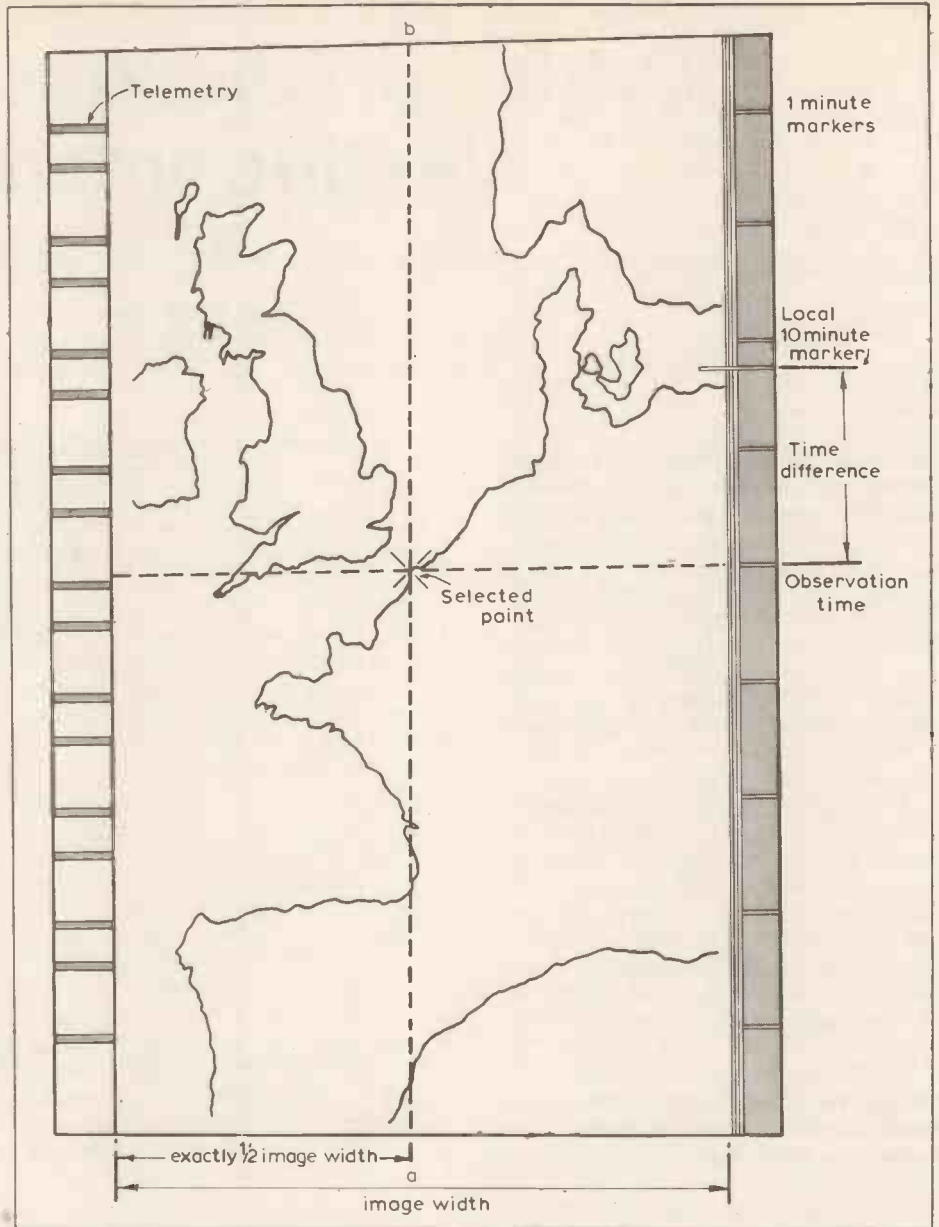 b
Telemetry
1 minute
markers
Local
10 minute
marker
Time
difference
Observation
time
Selected
point
exactly ½ image width
a
image width